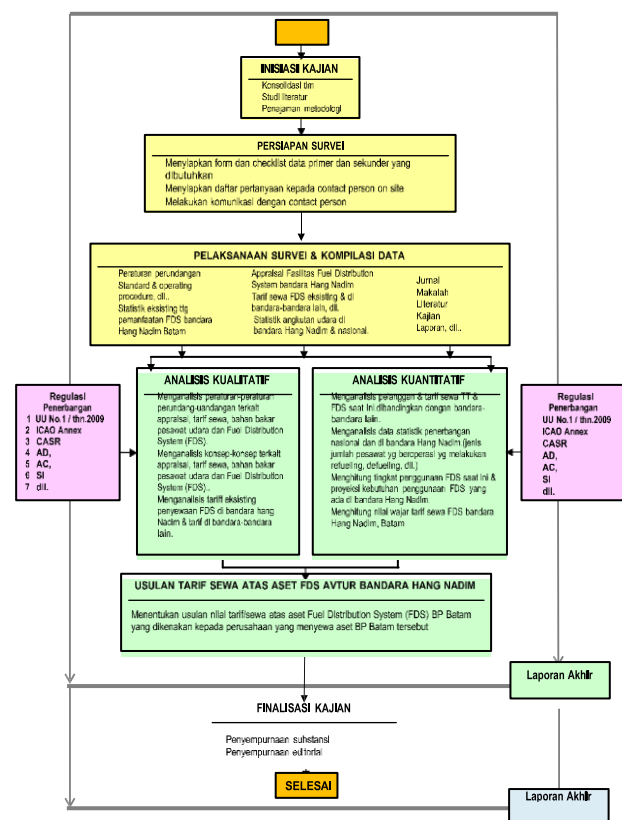 INISIASI KAJIAN
Konsolidasi tim
Studi literatur
Penajaman metodologi
PERSIAPAN SURVEI
Menyiapkan form dan checklist data primer dan sekunder yang
dibutuhkan
Menyiapkan daftar pertanyaan kepada contact person on site
Melakukan komunikasi dengan contact person
PELAKSANAAN SURVEI & KOMPILASI DATA
Peraturan perundangan
Standard & operating
procedure, dll..
Statistik eksisting ttg
pemanfaatan FDS bandara
Hang Nadim Batam
Appraisal Fasilitas Fuel Distribution
System bandara Hang Nadim
Tarif sewa FDS eksisting & di
bandara-bandara lain, dll.
Statistik angkutan udara di
bandara Hang Nadim & nasional.
Jurnal
Makalah
Literatur
Kajian
Laporan, dll..
Regulasi
Penerbangan
1 UU No.1 / thn.2009
2 ICAO Annex
3 CASR
4 AD,
5 AC,
6 SI
7 dll.
ANALISIS KUALITATIF
Menganalisis peraturan-peraturan
perundang-uandangan terkait
appraisal, tarif sewa, bahan bakar
pesawat udara dan Fuel Distribution
System (FDS).
Menganalisis konsep-konsep terkait
appraisal, tarif sewa, bahan bakar
pesawat udara dan Fuel Distribution
System (FDS)..
Menganalisis tariff eksisting
penyewaan FDS di bandara hang
Nadim & tarif di bandara-bandara
lain.
ANALISIS KUANTITATIF
Menganalisis pelanggan & tarif sewa TT &
FDS saat ini dibandingkan dengan bandara-
bandara lain.
Menganalisis data statistik penerbangan
nasional dan di bandara Hang Nadim (jenis
jumlah pesawat yg beroperasi yg melakukan
refueling, defueling, dll.)
Menghitung tingkat penggunaan FDS saat ini &
proyeksi kebutuhan penggunaan FDS yang
ada di bandara Hang Nadim.
Menghitung nilai wajar tarif sewa FDS bandara
Hang Nadim, Batam
Regulasi
Penerbangan
UU No.1 / thn.2009
ICAO Annex
CASR
AD,
AC,
SI
dll.
USULAN TARIF SEWA ATAS ASET FDS AVTUR BANDARA HANG NADIM
Menentukan usulan nilai tarifisewa atas aset Fuel Distribution System (FDS) BP Batam
yang dikenakan kepada perusahaan yang menyewa aset BP Batam tersebut
Laporan Akhir
FINALISASI KAJIAN
Penyempurnaan substansi
Penyempurnaan editorial
SELESAI
Laporan Akhir